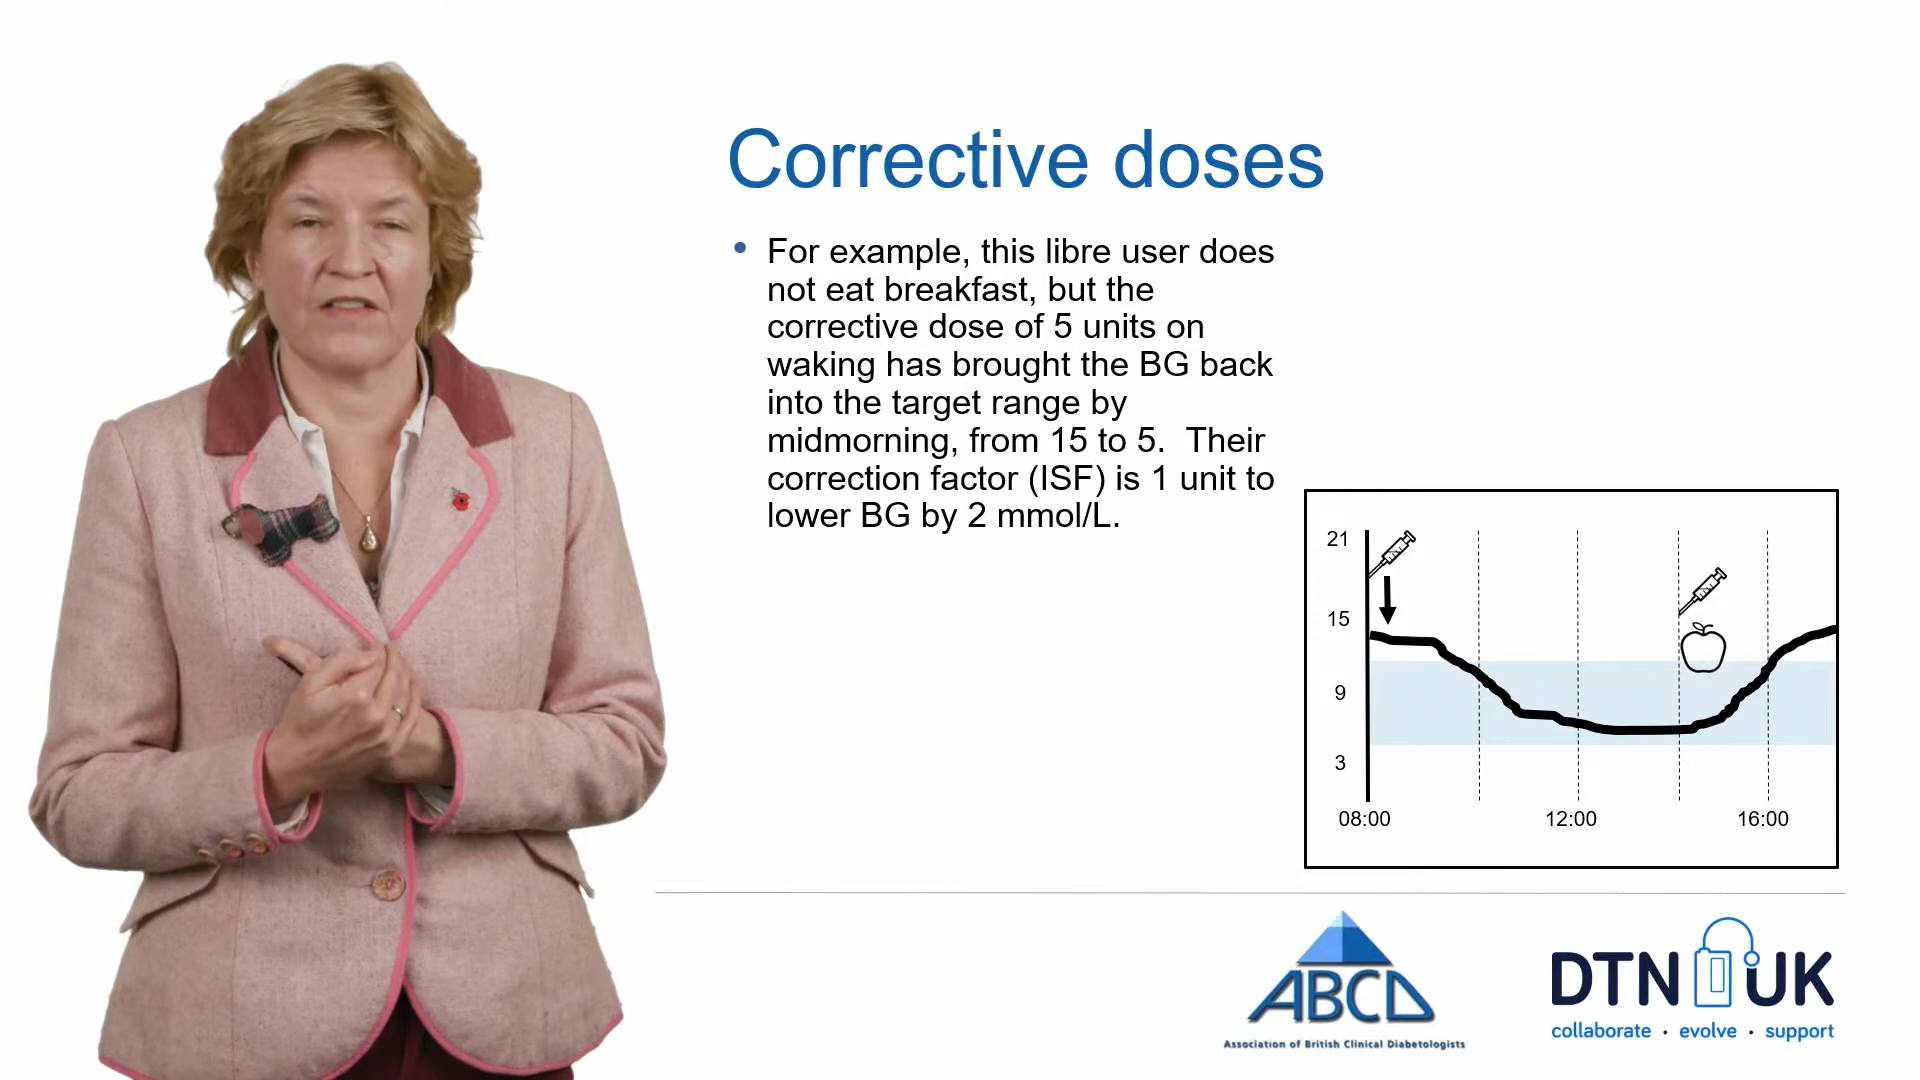 Corrective doses
• For example, this libre user does
not eat breakfast, but the
corrective dose of 5 units on
waking has brought the BG back
into the target range by
midmorning, from 15 to 5.  Their
correction factor (ISF) is 1 unit to
lower BG by 2 mmol/L.
21
15
9
3
08:00 12:00 16:00
ABCD
Association of British Clinical Diabetologists
DTN UK
collaborate • evolve • support